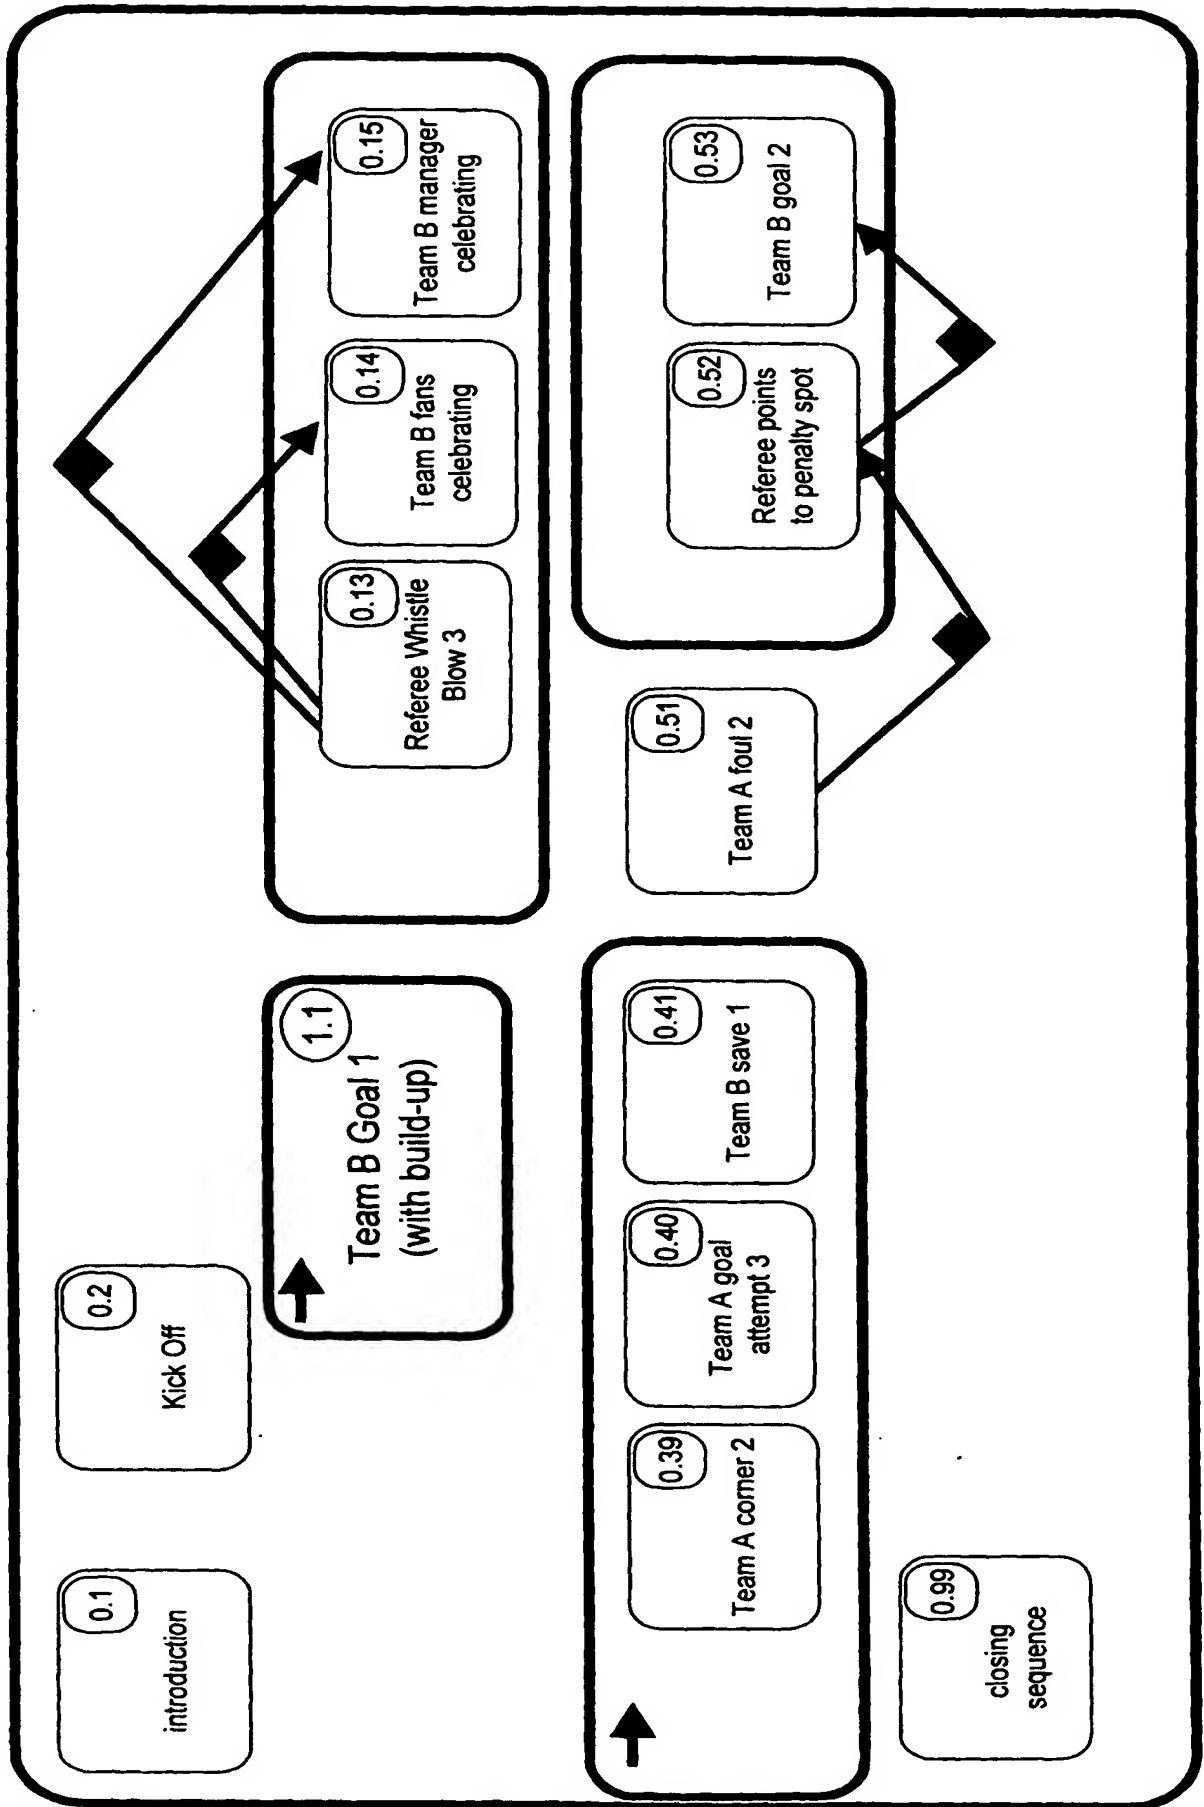 0.1
introduction
0.2
Kick Off
1.1
Team B Goal 1
(with build-up)
0.13
Referee Whistle
Blow 3
0.14
Team B fans
celebrating
0.15
Team B manager
celebrating
0.39
Team A corner 2
0.40
Team A goal
attempt 3
0.41
Team B save 1
0.51
Team A foul 2
0.52
Referee points
to penalty spot
0.53
Team B goal 2
0.99
closing
sequence